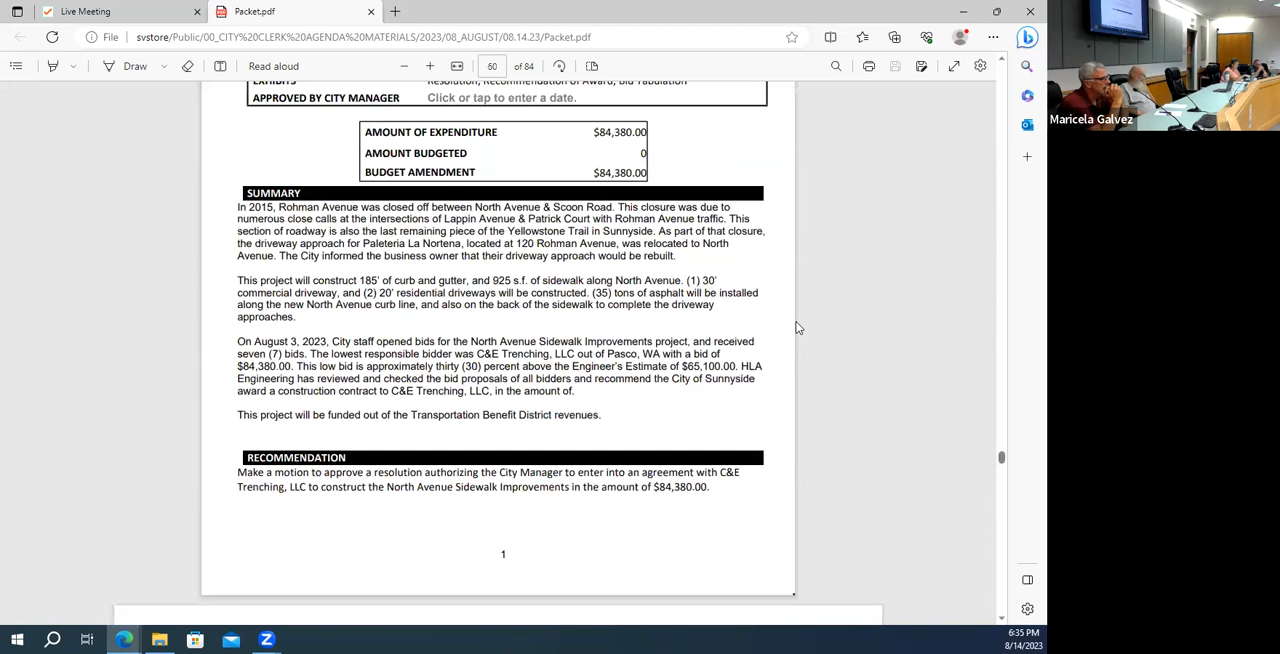 Live Meeting
Packet.pdf
File
svstore/Public/00_CITY%20CLERK%20AGENDA%20MATERIALS/2023/08_AUGUST/08.14.23/Packet.pdf
Draw
Read aloud
60 of 84
EXHIBITS Resolution, Recommendation of Award, Bid Tabulation
APPROVED BY CITY MANAGER Click or tap to enter a date.
AMOUNT OF EXPENDITURE $84,380.00
AMOUNT BUDGETED 0
BUDGET AMENDMENT $84,380.00
SUMMARY
In 2015, Rohman Avenue was closed off between North Avenue & Scoon Road. This closure was due to
numerous close calls at the intersections of Lappin Avenue & Patrick Court with Rohman Avenue traffic. This
section of roadway is also the last remaining piece of the Yellowstone Trail in Sunnyside. As part of that closure,
the driveway approach for Paleteria La Nortena, located at 120 Rohman Avenue, was relocated to North
Avenue. The City informed the business owner that their driveway approach would be rebuilt.
This project will construct 185' of curb and gutter, and 925 s.f. of sidewalk along North Avenue. (1) 30'
commercial driveway, and (2) 20' residential driveways will be constructed. (35) tons of asphalt will be installed
along the new North Avenue curb line, and also on the back of the sidewalk to complete the driveway
approaches.
On August 3, 2023, City staff opened bids for the North Avenue Sidewalk Improvements project, and received
seven (7) bids. The lowest responsible bidder was C&E Trenching, LLC out of Pasco, WA with a bid of
$84,380.00. This low bid is approximately thirty (30) percent above the Engineer's Estimate of $65,100.00. HLA
Engineering has reviewed and checked the bid proposals of all bidders and recommend the City of Sunnyside
award a construction contract to C&E Trenching, LLC, in the amount of.
This project will be funded out of the Transportation Benefit District revenues.
RECOMMENDATION
Make a motion to approve a resolution authorizing the City Manager to enter into an agreement with C&E
Trenching, LLC to construct the North Avenue Sidewalk Improvements in the amount of $84,380.00.
1
Maricela Galvez
6:35 PM
8/14/2023